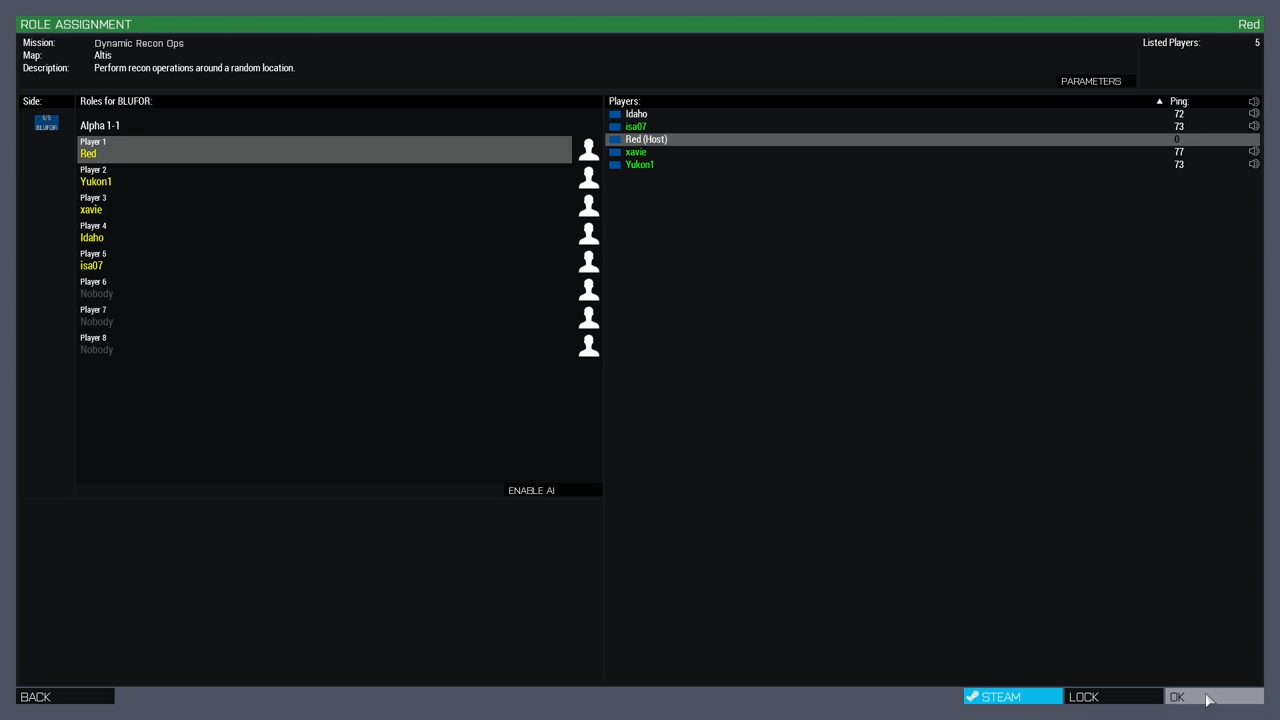 ROLE ASSIGNMENT Red
Mission: Dynamic Recon Ops Listed Players: 5
Map: Altis
Description: Perform recon operations around a random location.
PARAMETERS
Side: Roles for BLUFOR: Players: Ping:
5/5
BLUFOR
Alpha 1-1
Player 1
Red
Player 2
Yukon1
Player 3
xavie
Player 4
Idaho
Player 5
isa07
Player 6
Nobody
Player 7
Nobody
Player 8
Nobody
ENABLE AI
Idaho 72
isa07 73
Red (Host) 0
xavie 77
Yukon1 73
BACK STEAM LOCK OK